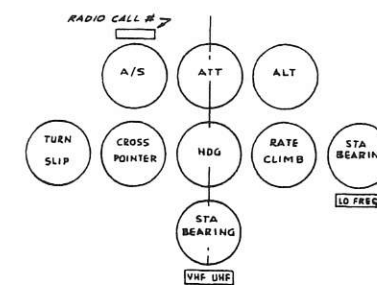 RADIO CALL #
A/S
ATT
ALT
TURN
SLIP
CROSS
POINTER
HDG
RATE
CLIMB
STA
BEARIN
LO FREQ
STA
BEARING
VHF UHF